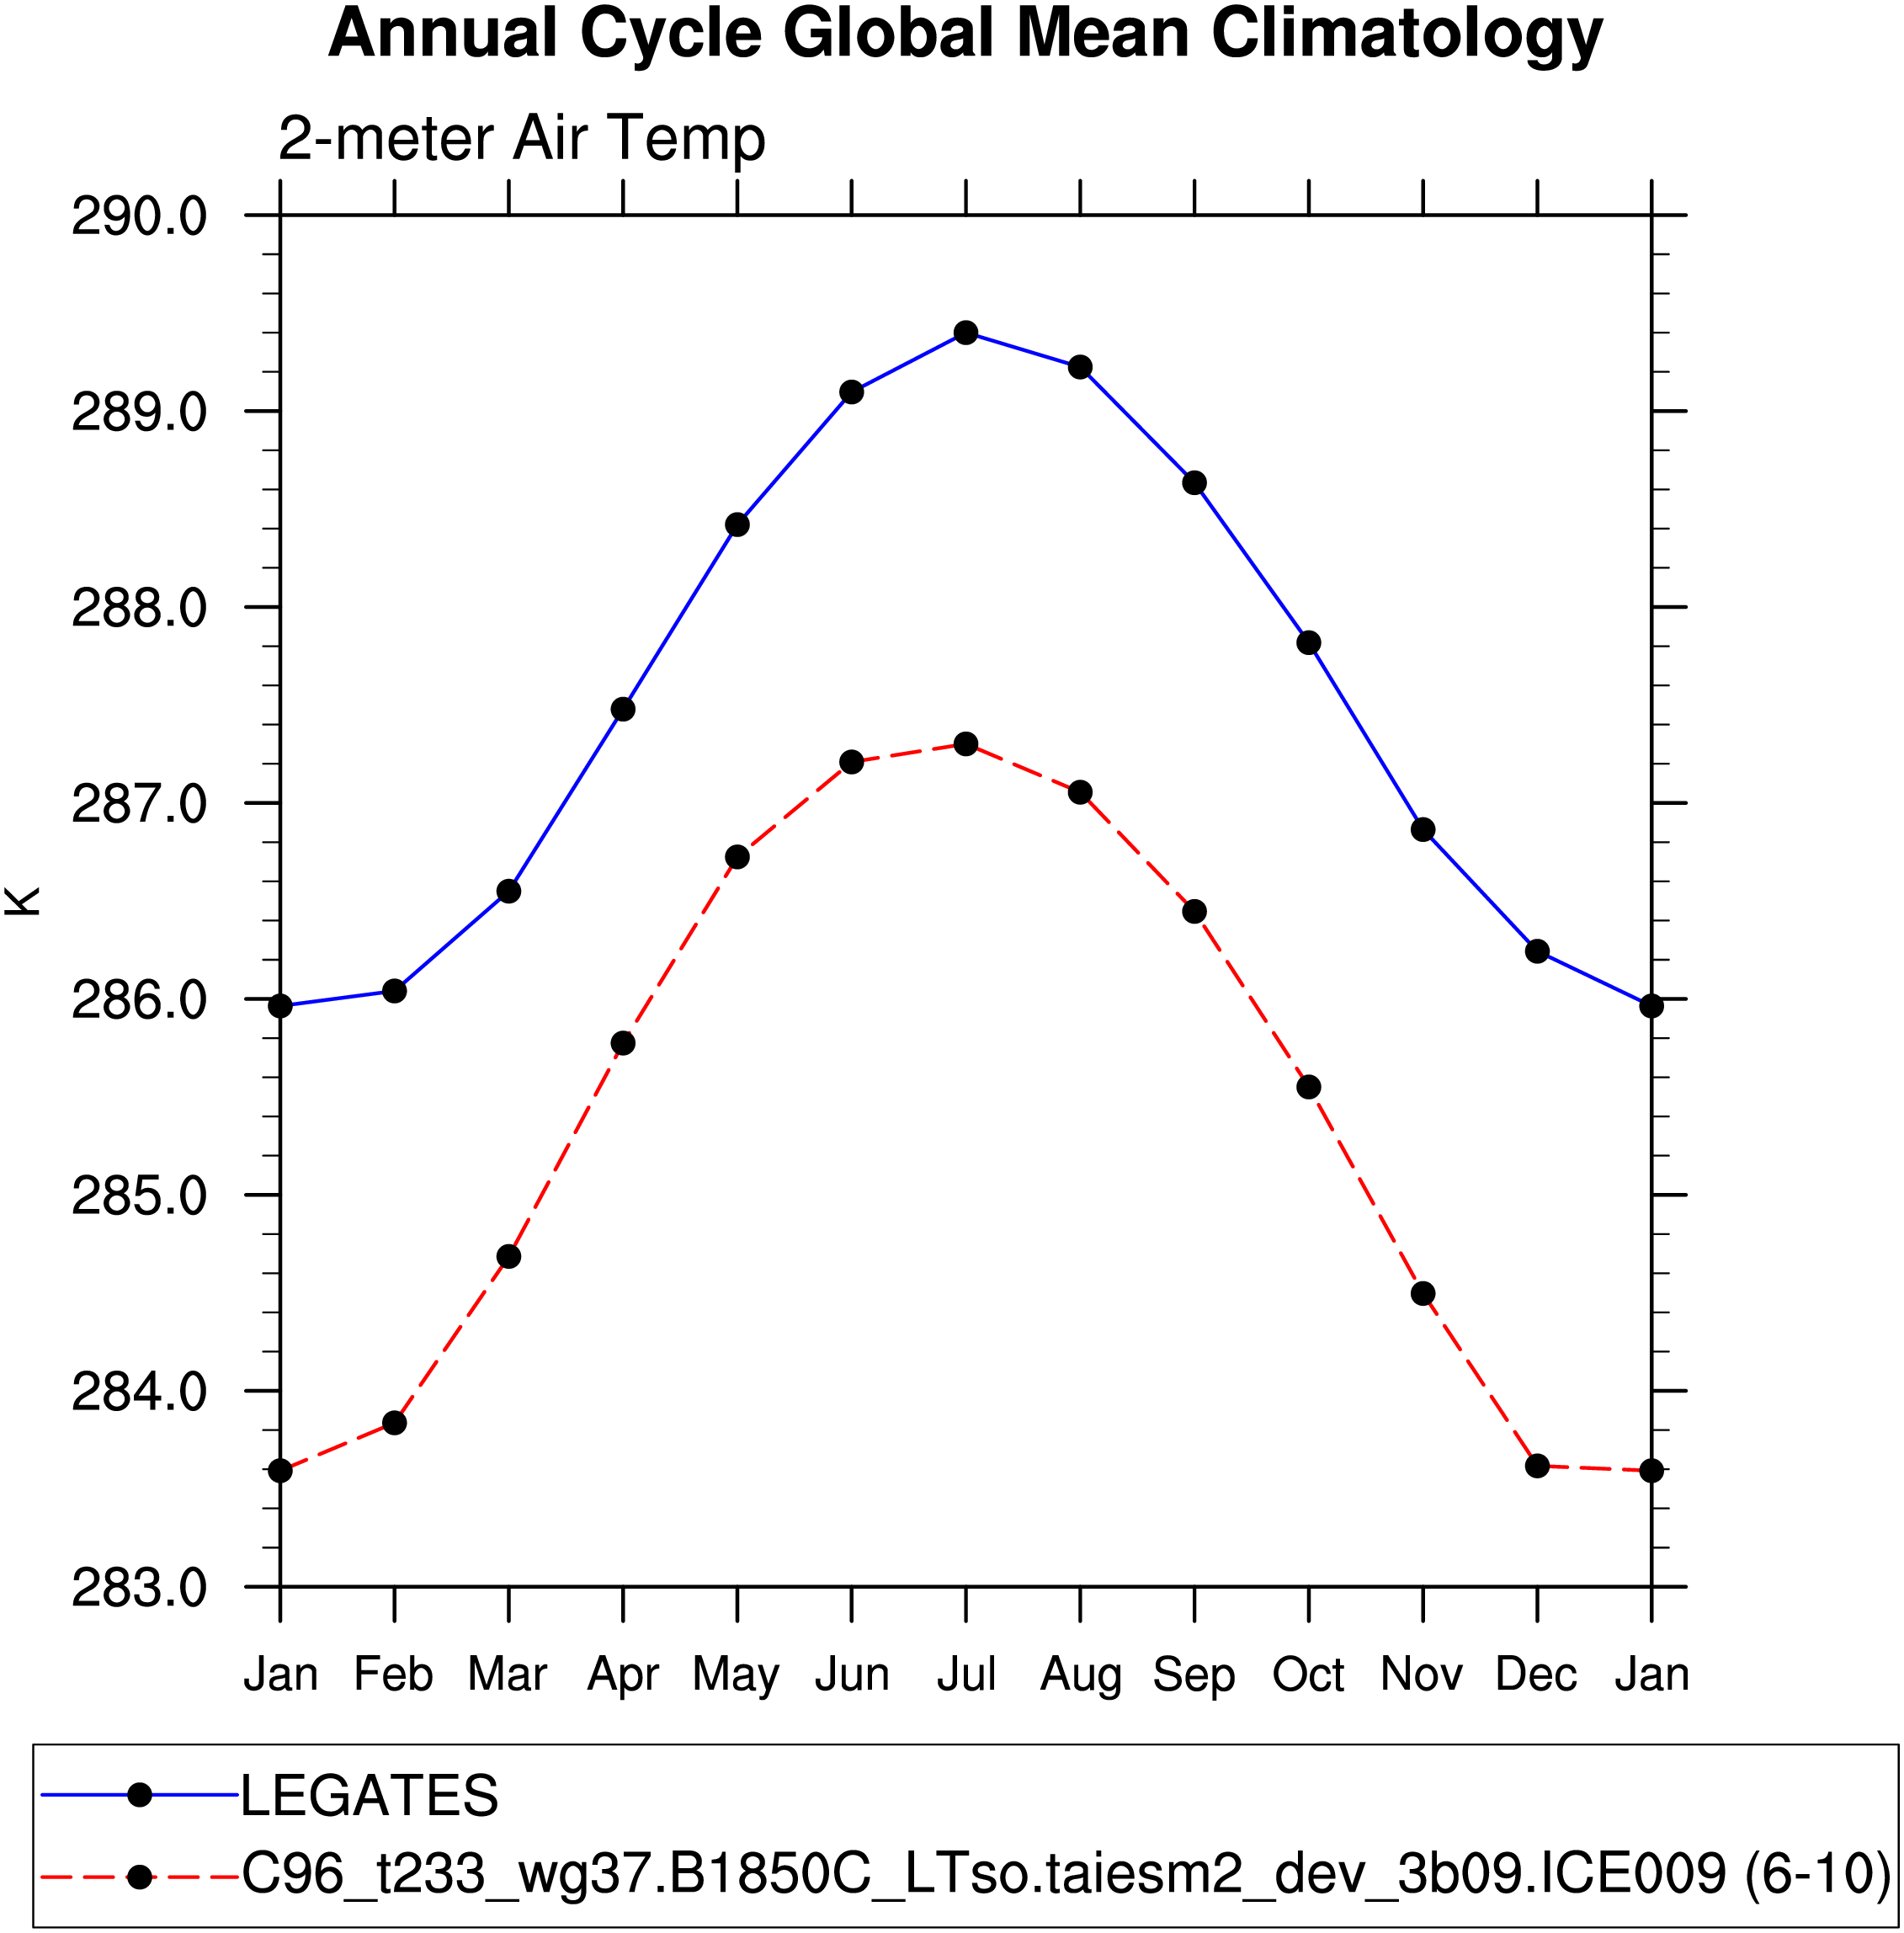 Annual Cycle Global Mean Climatology
2-meter Air Temp
290.0
289.0
288.0
287.0
286.0
285.0
284.0
283.0
K
Jan Feb Mar Apr May Jun Jul Aug Sep Oct Nov Dec Jan
LEGATES
C96_t233_wg37.B1850C_LTso.taiesm2_dev_3b09.ICE009 (6-10)